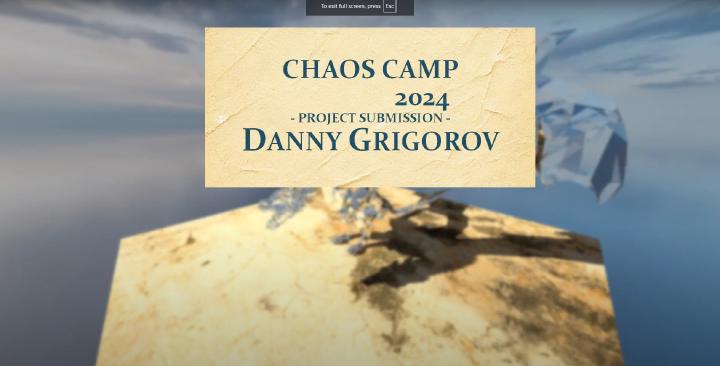 To exit full screen, press Esc
CHAOS CAMP
2024
- PROJECT SUBMISSION -
DANNY GRIGOROV